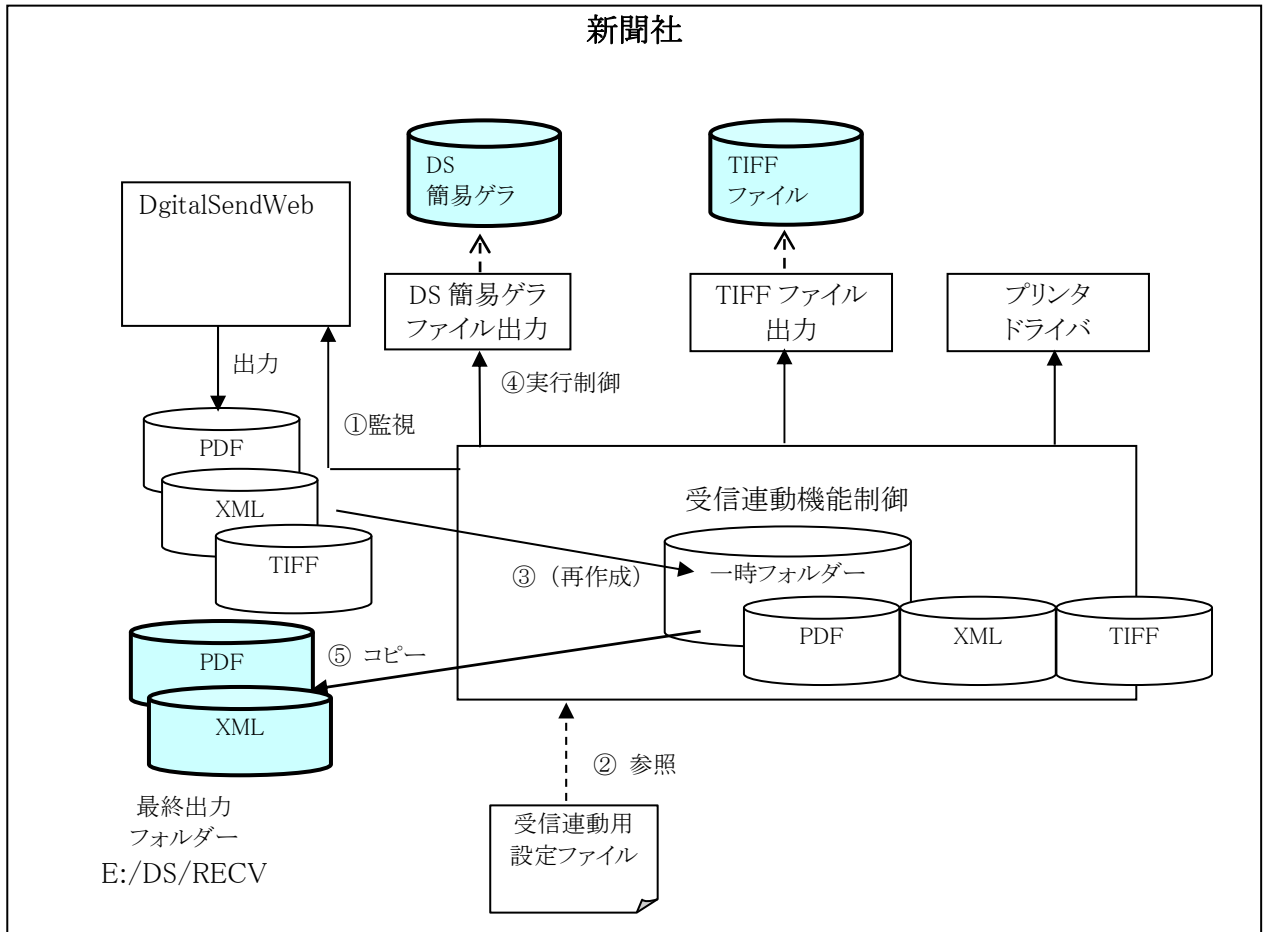 新聞社
DS
簡易ゲラ
TIFF
ファイル
DgitalSendWeb
DS 簡易ゲラ
ファイル出力
TIFF ファイル
出力
プリンタ
ドライバ
出力
④実行制御
①監視
PDF
XML
TIFF
受信連動機能制御
③（再作成）
一時フォルダー
PDF
XML
TIFF
⑤ コピー
PDF
XML
② 参照
最終出力
フォルダー
E:/DS/RECV
受信連動用
設定ファイル